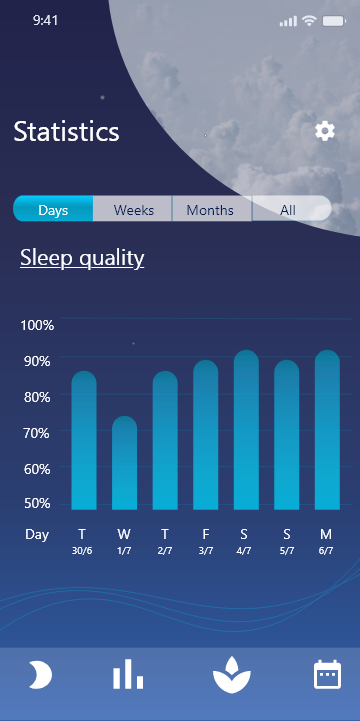 9:41
Statistics
Days Weeks Months All
Sleep quality
100%
90%
80%
70%
60%
50%
Day T W T F S S M
30/6 1/7 2/7 3/7 4/7 5/7 6/7